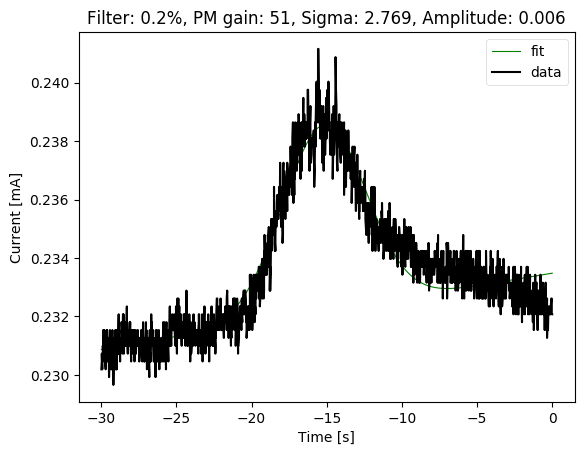 Filter: 0.2%, PM gain: 51, Sigma: 2.769, Amplitude: 0.006
fit
data
0.240
0.238
0.236
0.234
0.232
0.230
Current [mA]
−30 −25 −20 −15 −10 −5 0
Time [s]